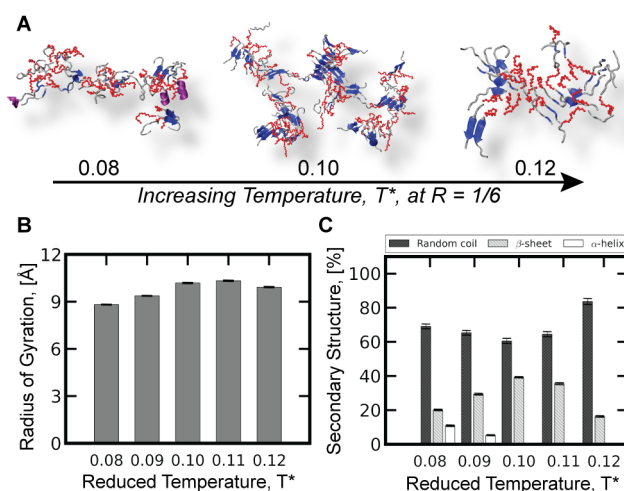 A
0.08 0.10 0.12
Increasing Temperature, T*, at R = 1/6
B
C
Random coil β-sheet α-helix
Radius of Gyration, [Å]
12
9
6
3
0
0.08 0.09 0.10 0.11 0.12
Reduced Temperature, T*
Secondary Structure, [%]
100
80
60
40
20
0
0.08 0.09 0.10 0.11 0.12
Reduced Temperature, T*